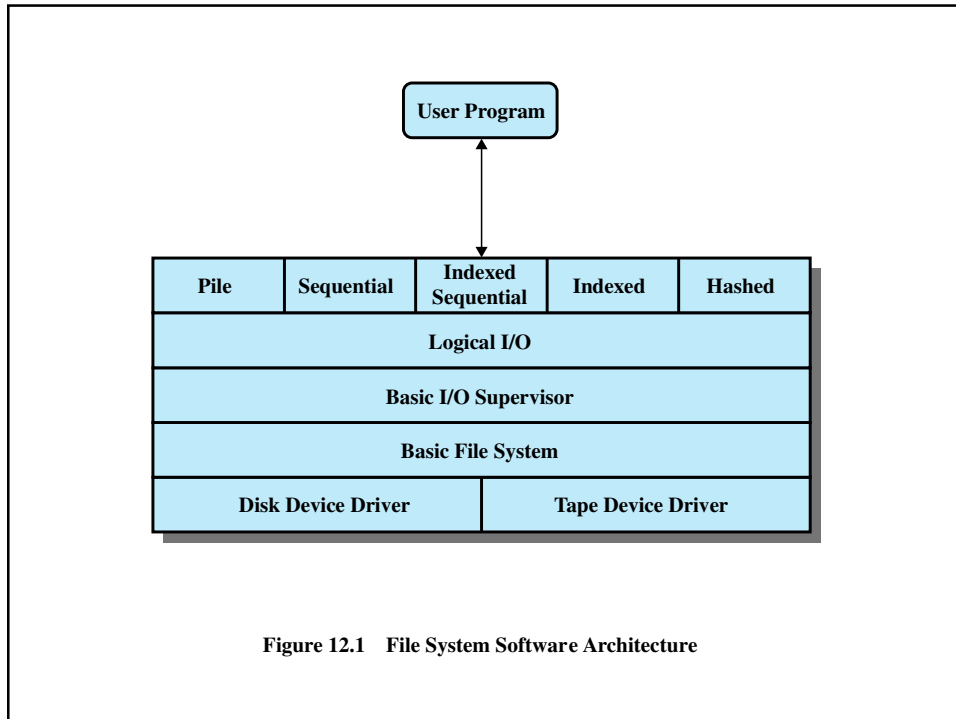 User Program
Pile
Sequential
Indexed
Sequential
Indexed
Hashed
Logical I/O
Basic I/O Supervisor
Basic File System
Disk Device Driver
Tape Device Driver
Figure 12.1 File System Software Architecture